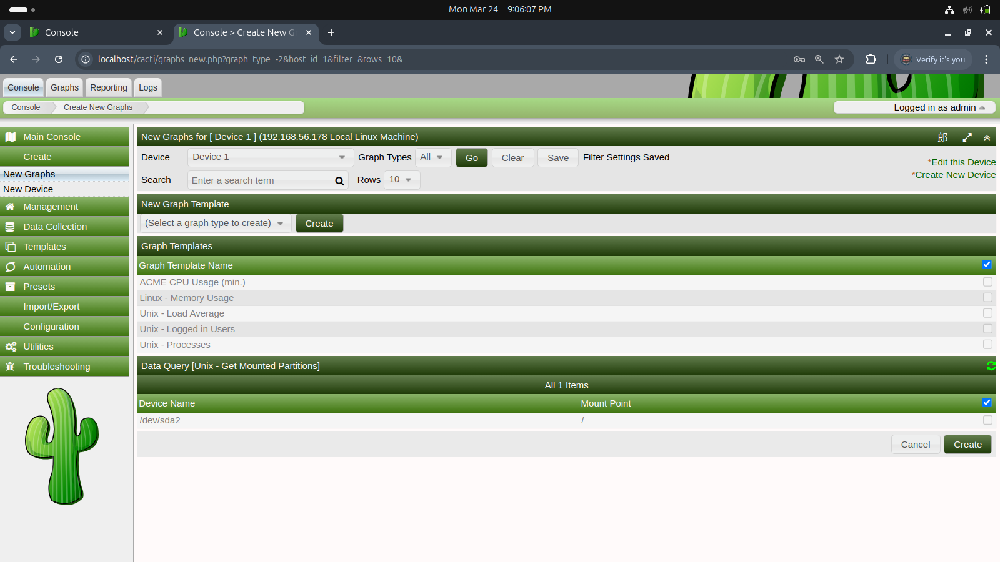 Mon Mar 24 9:06:07 PM
Console
Console > Create New Gr
localhost/cacti/graphs_new.php?graph_type=-2&host_id=1&filter=&rows=10&
Verify it's you
Console
Graphs
Reporting
Logs
Console
Create New Graphs
Logged in as admin
Main Console
Create
New Graphs
New Device
Management
Data Collection
Templates
Automation
Presets
Import/Export
Configuration
Utilities
Troubleshooting
New Graphs for [ Device 1 ] (192.168.56.178 Local Linux Machine)
郎
Device
Device 1
Graph Types
All
Go
Clear
Save
Filter Settings Saved
*Edit this Device
*Create New Device
Search
Enter a search term
Rows
10
New Graph Template
(Select a graph type to create)
Create
Graph Templates
Graph Template Name
ACME CPU Usage (min.)
Linux - Memory Usage
Unix - Load Average
Unix - Logged in Users
Unix - Processes
Data Query [Unix - Get Mounted Partitions]
All 1 Items
Device Name
Mount Point
/dev/sda2
/
Cancel
Create